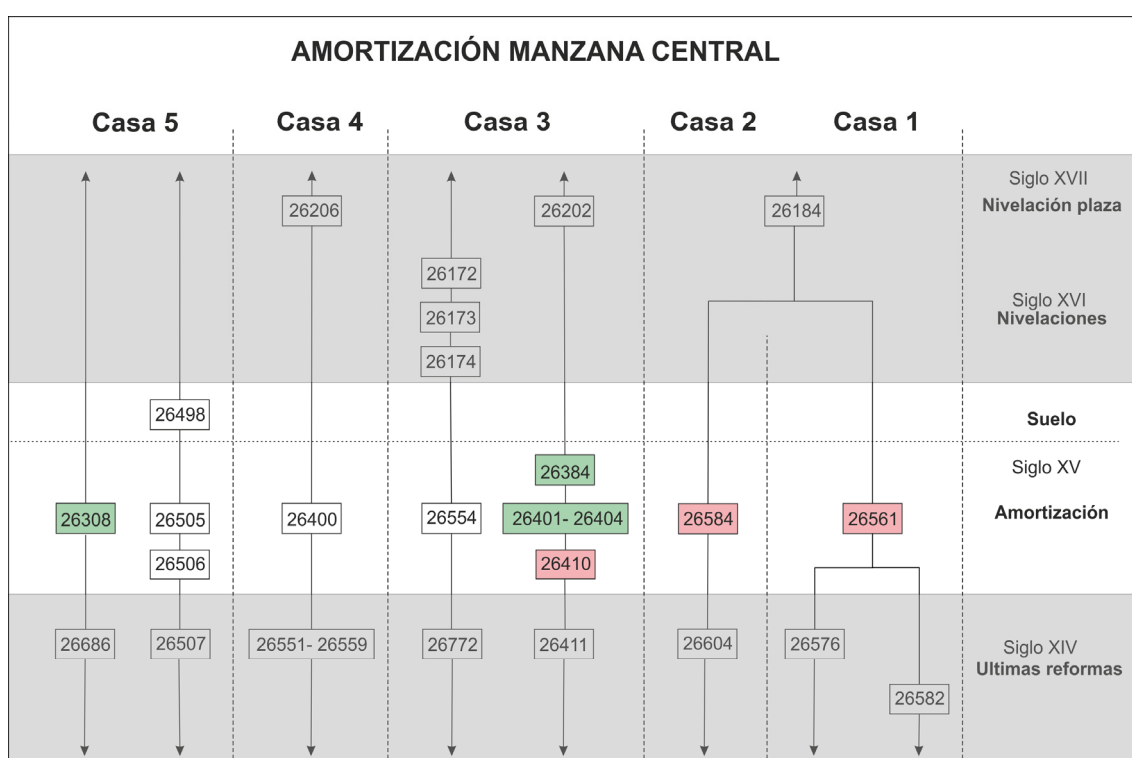 AMORTIZACIÓN MANZANA CENTRAL
Casa 5 Casa 4 Casa 3 Casa 2 Casa 1
Siglo XVII
26206 26202 26184 Nivelación plaza
26172
Siglo XVI
26173 Nivelaciones
26174
26498 Suelo
26384 Siglo XV
26308 26505 26400 26554 26401- 26404 26584 26561 Amortización
26506 26410
26686 26507 26551- 26559 26772 26411 26604 26576 Siglo XIV
Ultimas reformas
26582